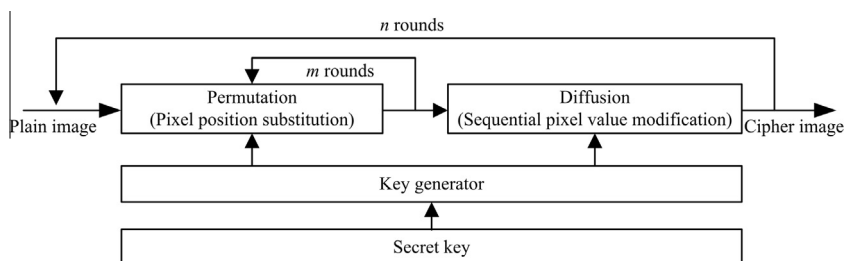 n rounds
m rounds
Permutation
(Pixel position substitution)
Diffusion
(Sequential pixel value modification)
Plain image
Cipher image
Key generator
Secret key